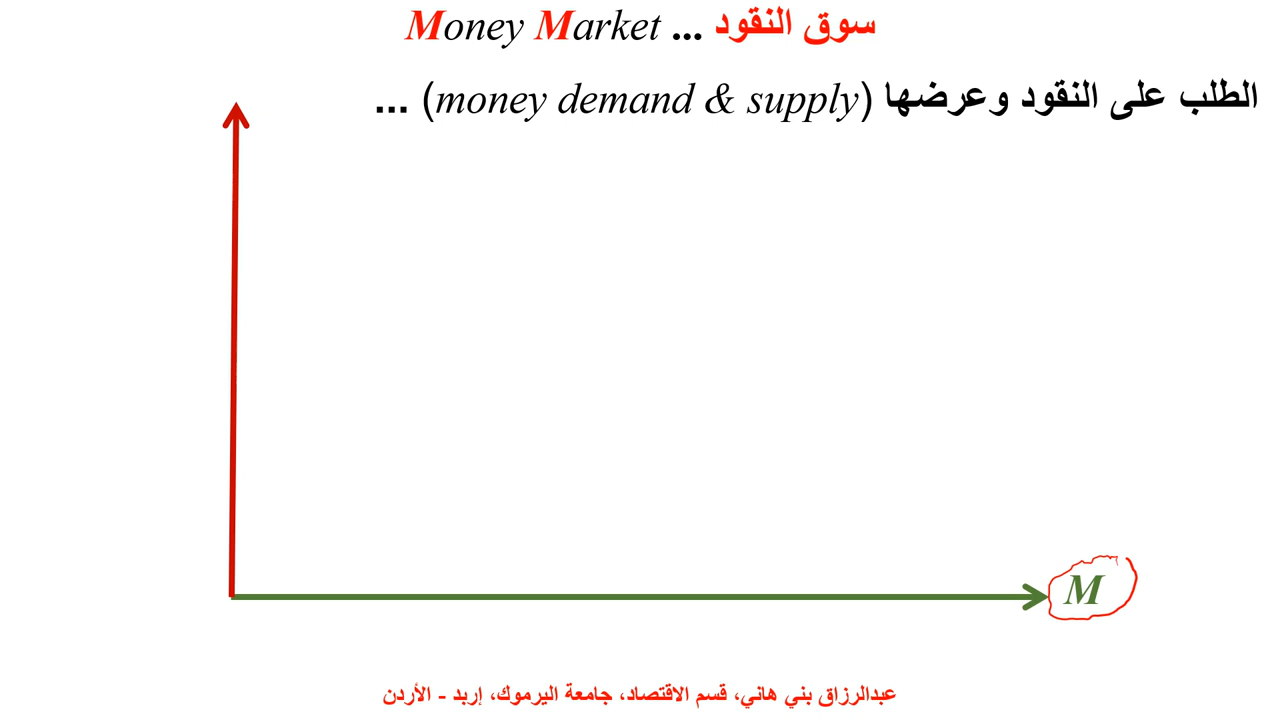 سوق النقود ... Money Market
الطلب على النقود وعرضها (money demand & supply) ...
M
عبدالرزاق بني هاني، قسم الاقتصاد، جامعة اليرموك، إربد - الأردن